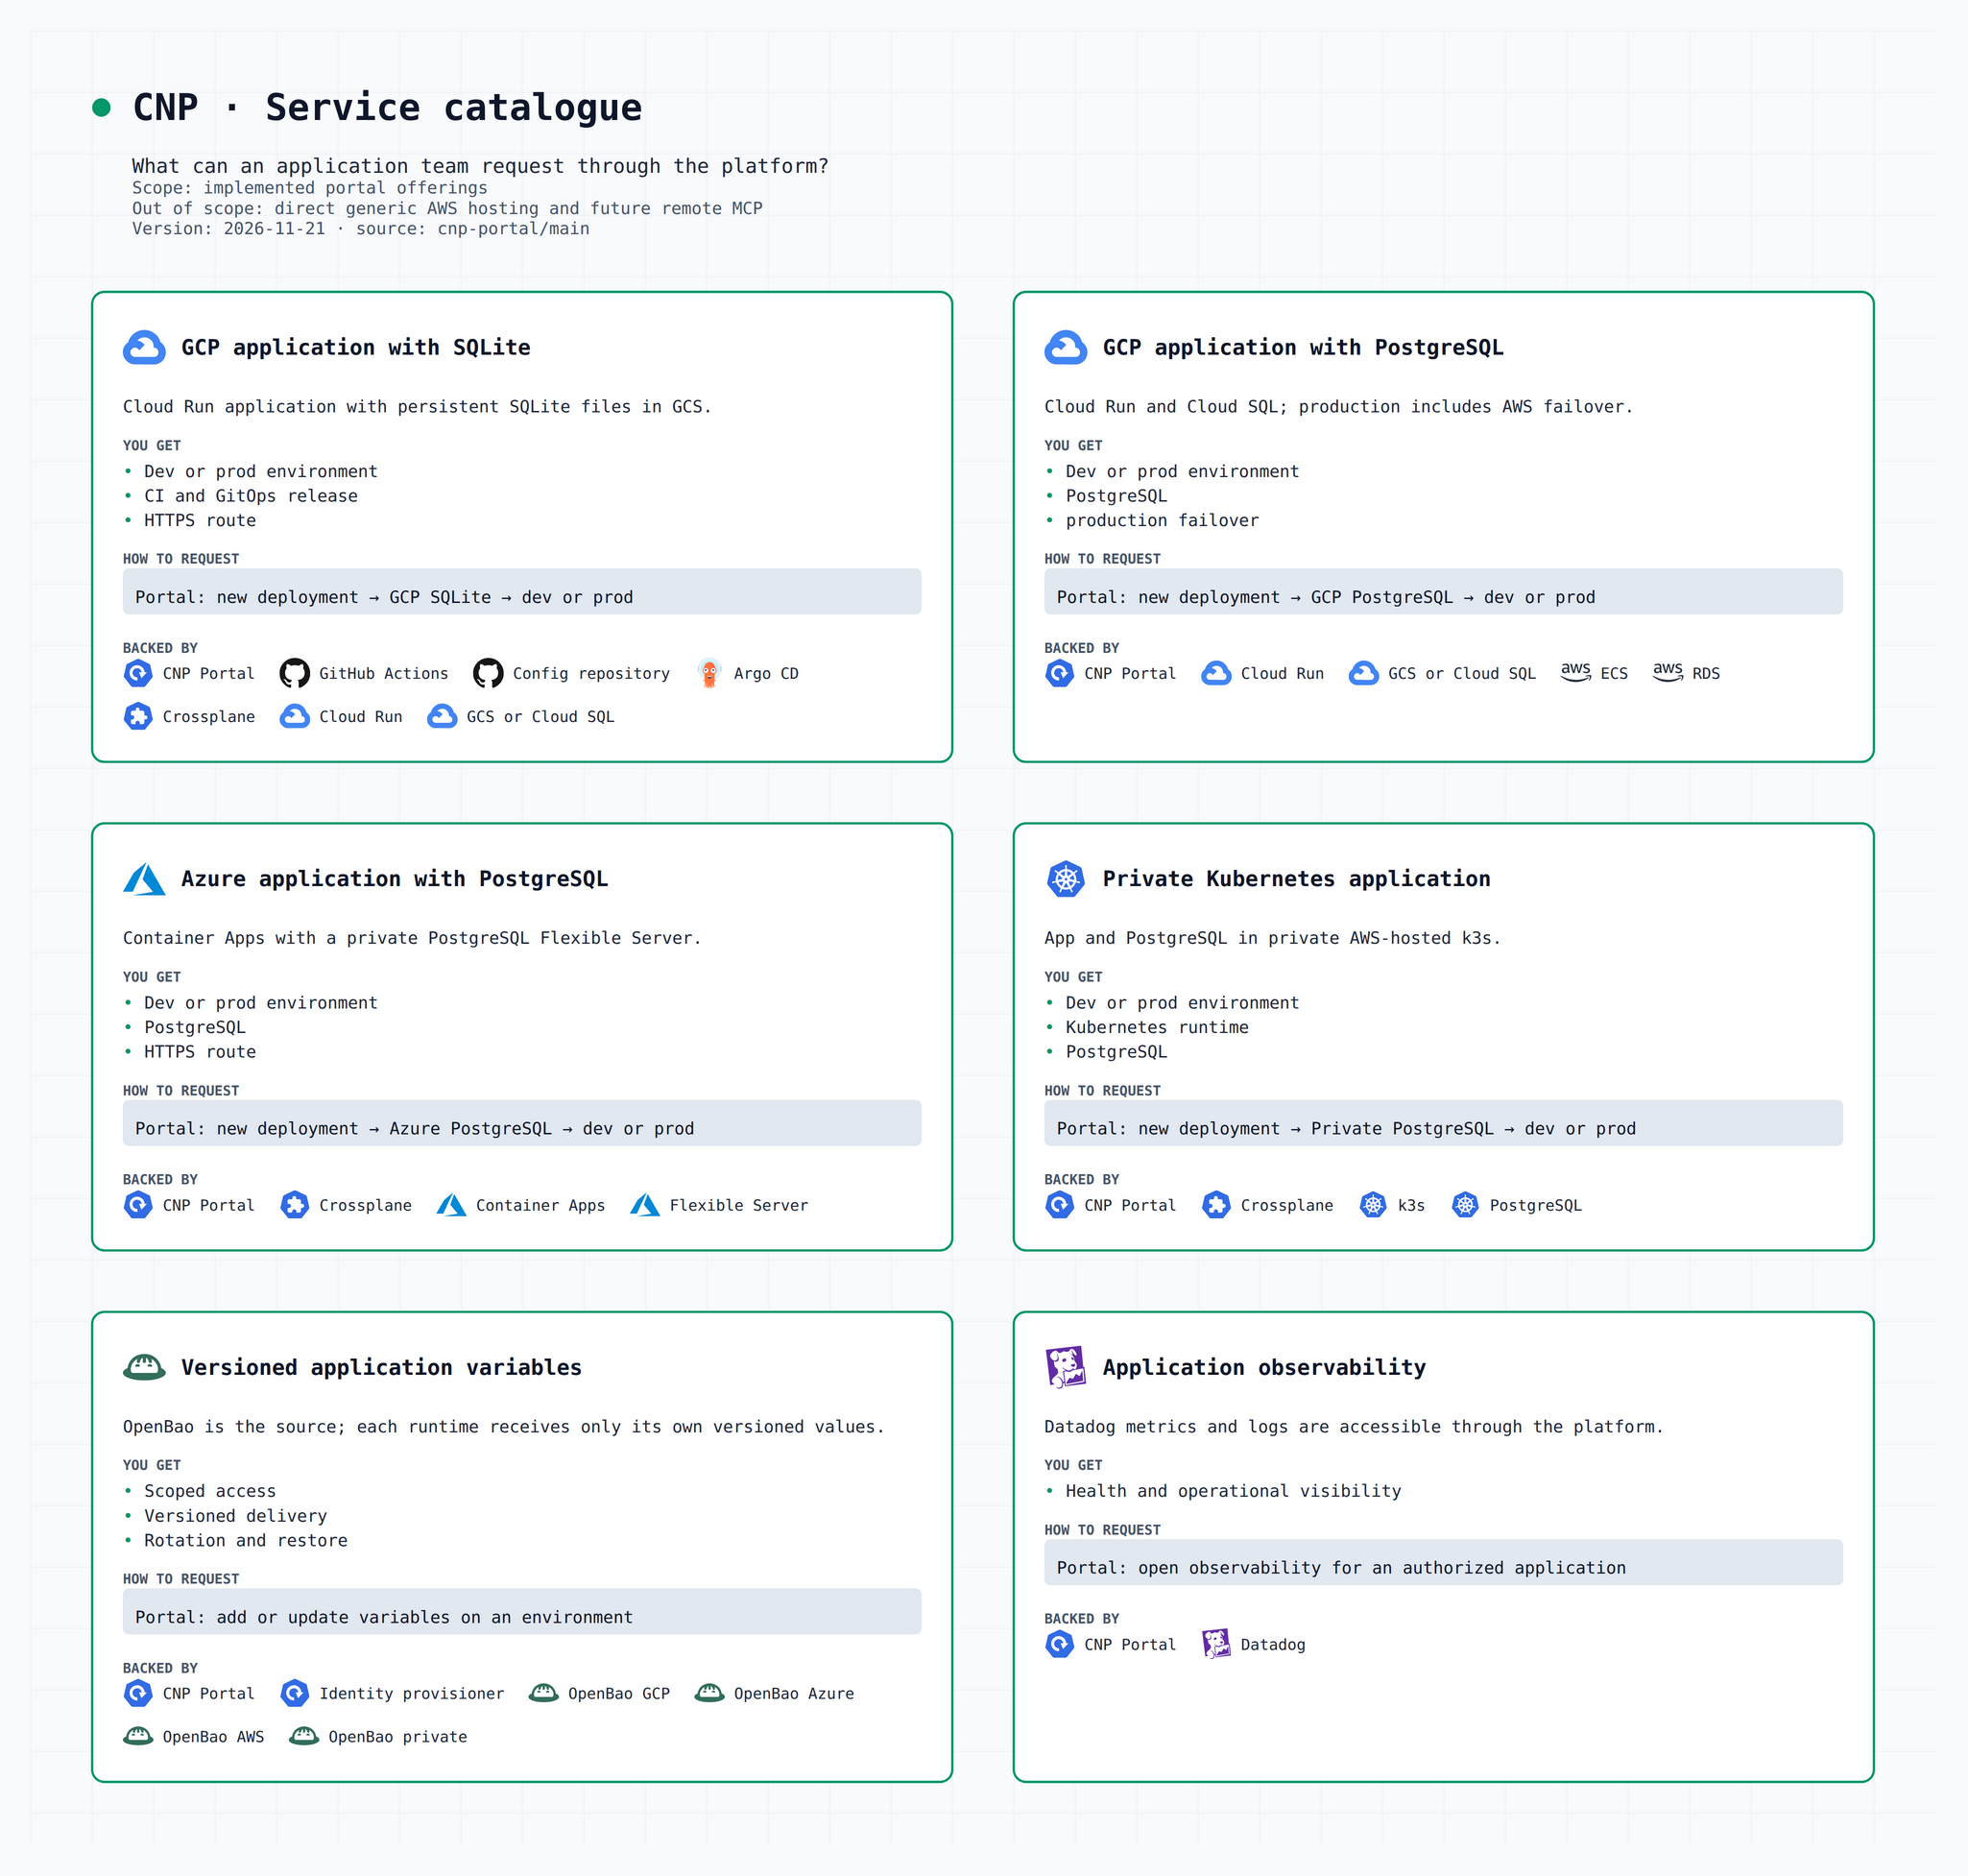 CNP · Service catalogue
What can an application team request through the platform?
Scope: implemented portal offerings
Out of scope: direct generic AWS hosting and future remote MCP
Version: 2026-11-21 · source: cnp-portal/main
GCP application with SQLite
Cloud Run application with persistent SQLite files in GCS.
YOU GET
• Dev or prod environment
• CI and GitOps release
• HTTPS route
HOW TO REQUEST
Portal: new deployment → GCP SQLite → dev or prod
BACKED BY
CNP Portal GitHub Actions Config repository Argo CD
Crossplane Cloud Run GCS or Cloud SQL
GCP application with PostgreSQL
Cloud Run and Cloud SQL; production includes AWS failover.
YOU GET
• Dev or prod environment
• PostgreSQL
• production failover
HOW TO REQUEST
Portal: new deployment → GCP PostgreSQL → dev or prod
BACKED BY
CNP Portal Cloud Run GCS or Cloud SQL aws ECS aws RDS
Azure application with PostgreSQL
Container Apps with a private PostgreSQL Flexible Server.
YOU GET
• Dev or prod environment
• PostgreSQL
• HTTPS route
HOW TO REQUEST
Portal: new deployment → Azure PostgreSQL → dev or prod
BACKED BY
CNP Portal Crossplane Container Apps Flexible Server
Private Kubernetes application
App and PostgreSQL in private AWS-hosted k3s.
YOU GET
• Dev or prod environment
• Kubernetes runtime
• PostgreSQL
HOW TO REQUEST
Portal: new deployment → Private PostgreSQL → dev or prod
BACKED BY
CNP Portal Crossplane k3s PostgreSQL
Versioned application variables
OpenBao is the source; each runtime receives only its own versioned values.
YOU GET
• Scoped access
• Versioned delivery
• Rotation and restore
HOW TO REQUEST
Portal: add or update variables on an environment
BACKED BY
CNP Portal Identity provisioner OpenBao GCP OpenBao Azure
OpenBao AWS OpenBao private
Application observability
Datadog metrics and logs are accessible through the platform.
YOU GET
• Health and operational visibility
HOW TO REQUEST
Portal: open observability for an authorized application
BACKED BY
CNP Portal Datadog